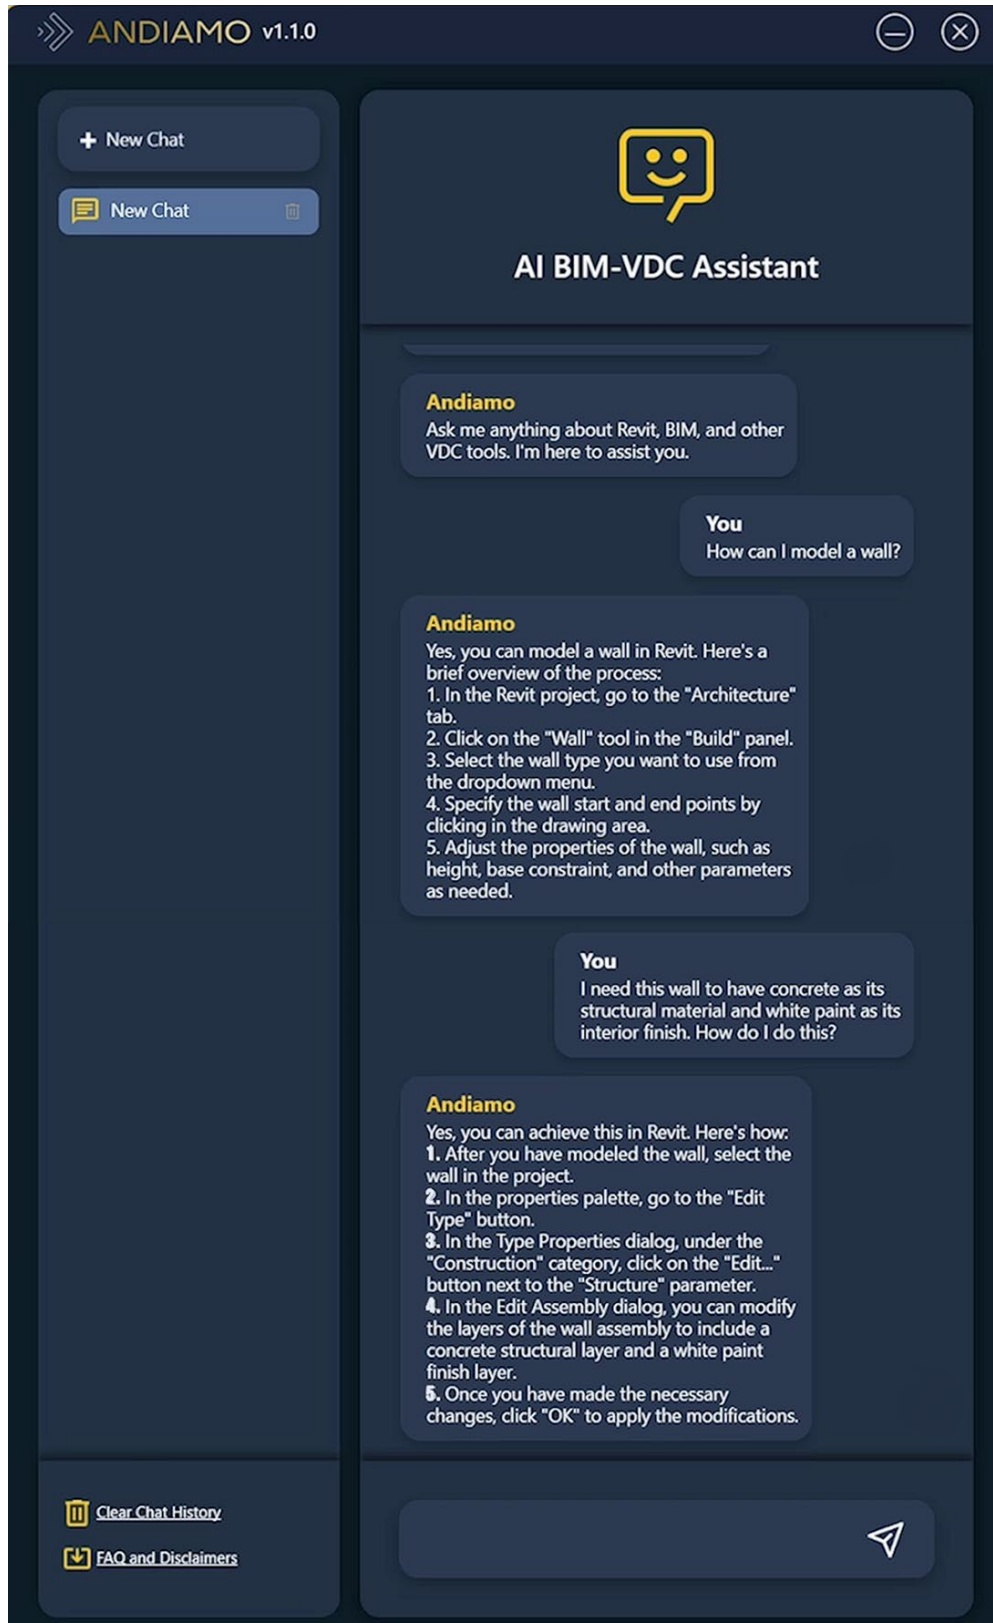 ANDIAMO v1.1.0
New Chat
New Chat
AI BIM-VDC Assistant
Andiamo
Ask me anything about Revit, BIM, and other
VDC tools. I'm here to assist you.
You
How can I model a wall?
Andiamo
Yes, you can model a wall in Revit. Here's a
brief overview of the process:
1. In the Revit project, go to the "Architecture"
tab.
2. Click on the "Wall" tool in the "Build" panel.
3. Select the wall type you want to use from
the dropdown menu.
4. Specify the wall start and end points by
clicking in the drawing area.
5. Adjust the properties of the wall, such as
height, base constraint, and other parameters
as needed.
You
I need this wall to have concrete as its
structural material and white paint as its
interior finish. How do I do this?
Andiamo
Yes, you can achieve this in Revit. Here's how:
1. After you have modeled the wall, select the
wall in the project.
2. In the properties palette, go to the "Edit
Type" button.
3. In the Type Properties dialog, under the
"Construction" category, click on the "Edit..."
button next to the "Structure" parameter.
4. In the Edit Assembly dialog, you can modify
the layers of the wall assembly to include a
concrete structural layer and a white paint
finish layer.
5. Once you have made the necessary
changes, click "OK" to apply the modifications.
Clear Chat History
FAQ and Disclaimers